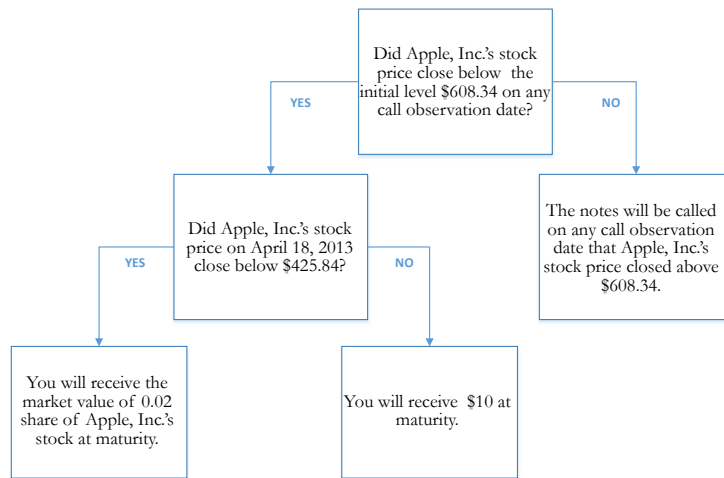 Did Apple, Inc.'s stock
price close below the
initial level $608.34 on any
call observation date?
YES
NO
Did Apple, Inc.'s stock
price on April 18, 2013
close below $425.84?
The notes will be called
on any call observation
date that Apple, Inc.'s
stock price closed above
$608.34.
YES
NO
You will receive the
market value of 0.02
share of Apple, Inc.'s
stock at maturity.
You will receive $10 at
maturity.